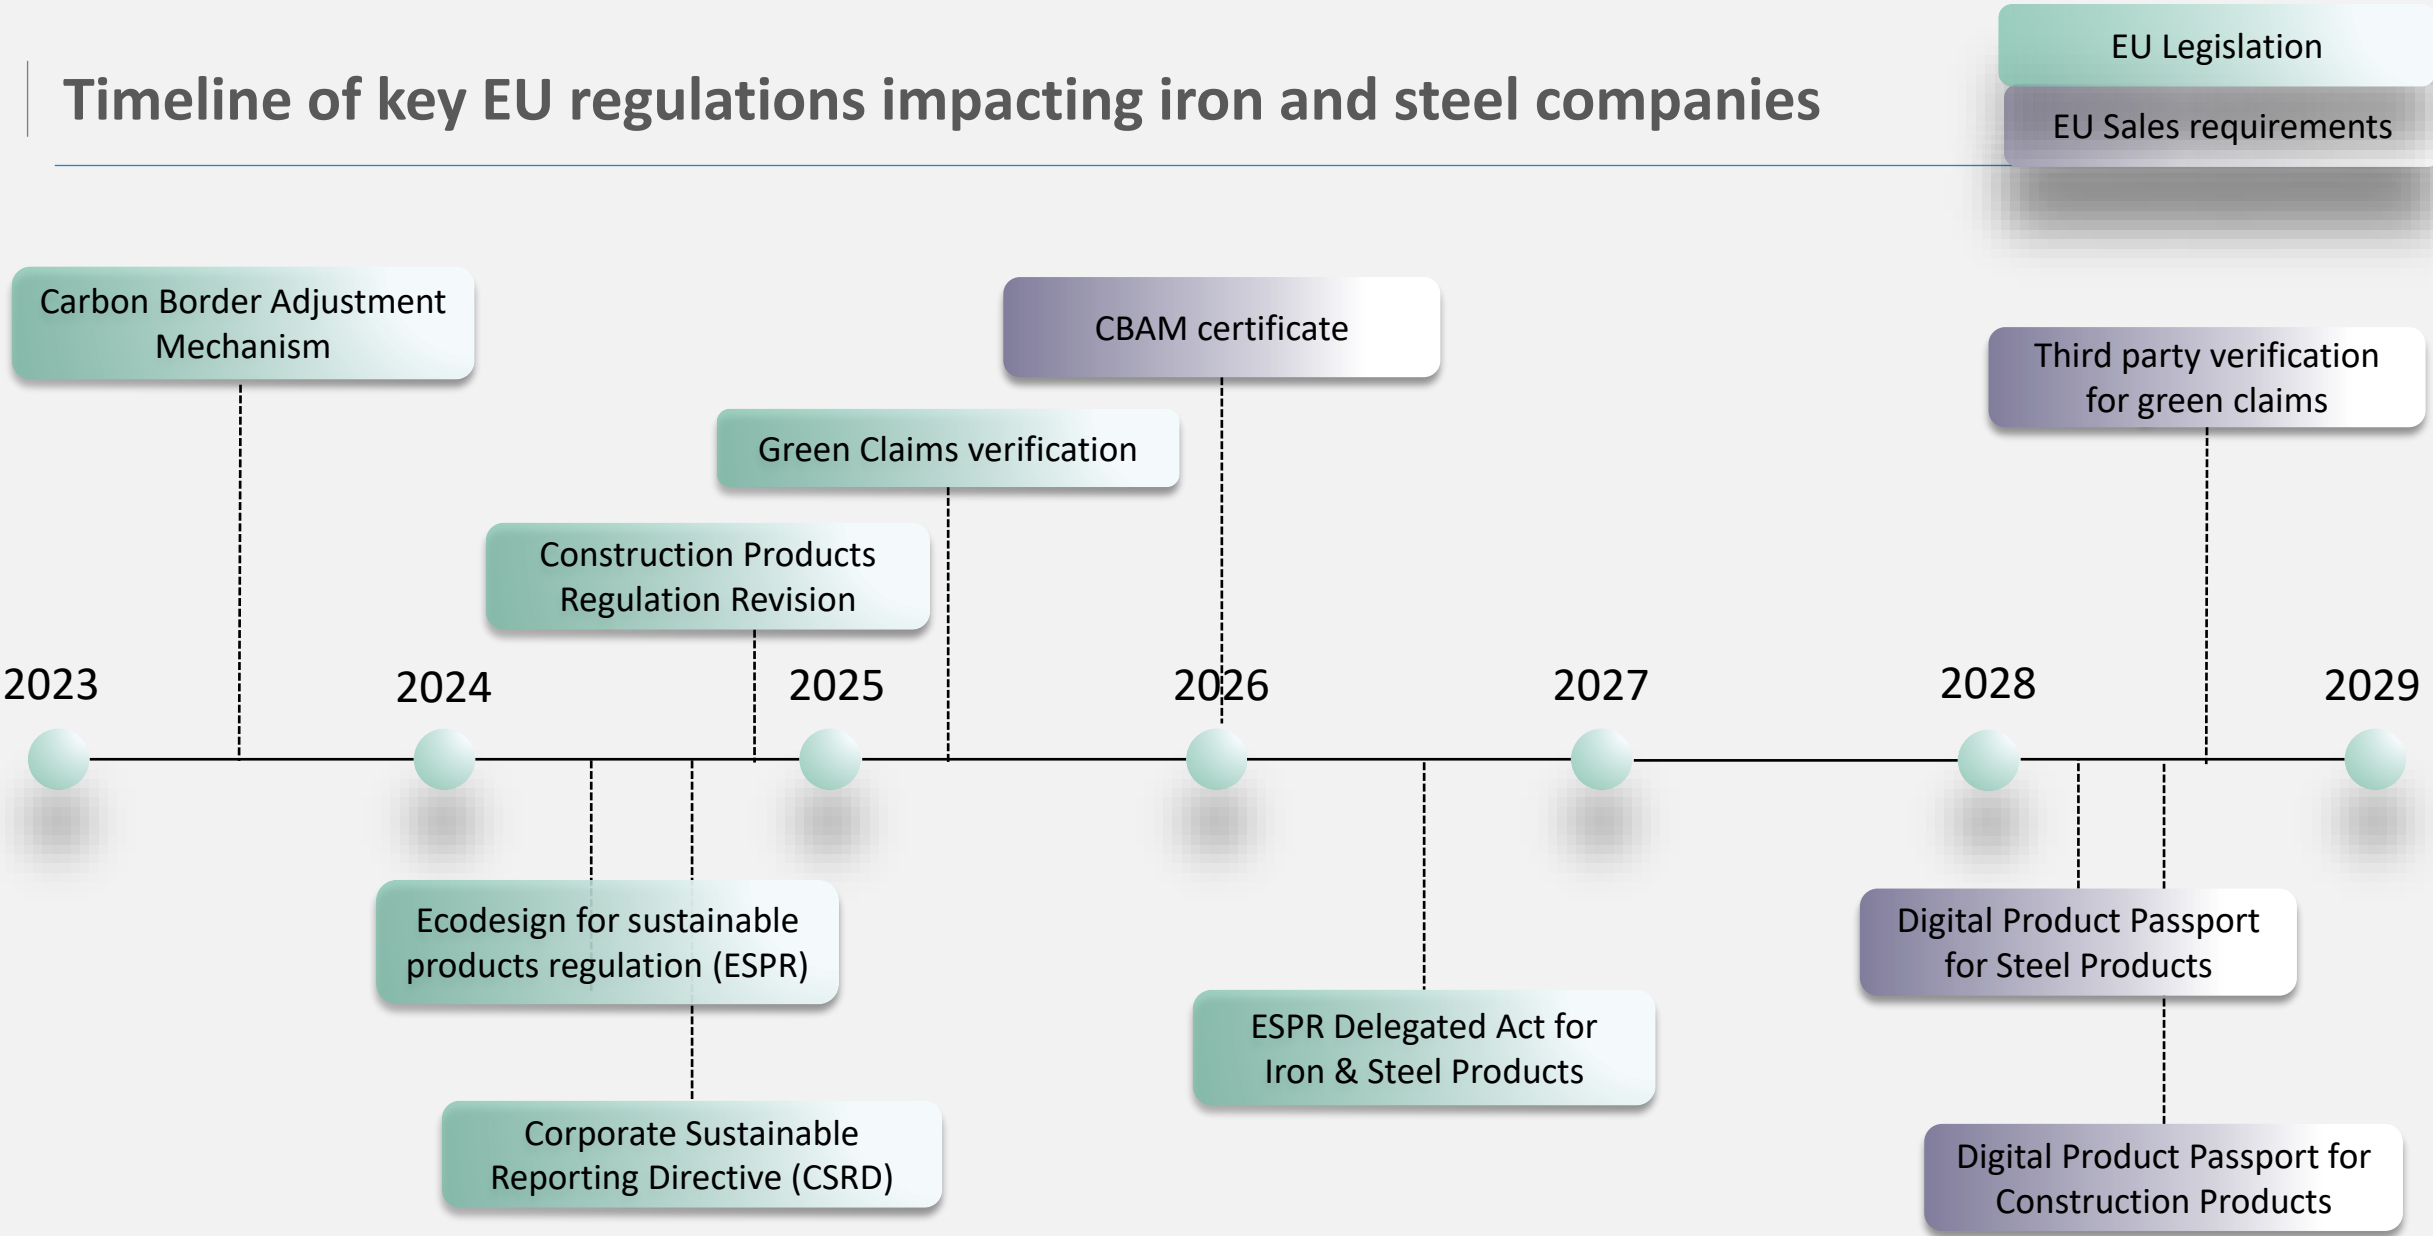 Timeline of key EU regulations impacting iron and steel companies
EU Legislation
EU Sales requirements
Carbon Border Adjustment
Mechanism
CBAM certificate
Third party verification
for green claims
Green Claims verification
Construction Products
Regulation Revision
2023
2024
2025
2026
2027
2028
2029
Ecodesign for sustainable
products regulation (ESPR)
Digital Product Passport
for Steel Products
ESPR Delegated Act for
Iron & Steel Products
Corporate Sustainable
Reporting Directive (CSRD)
Digital Product Passport for
Construction Products